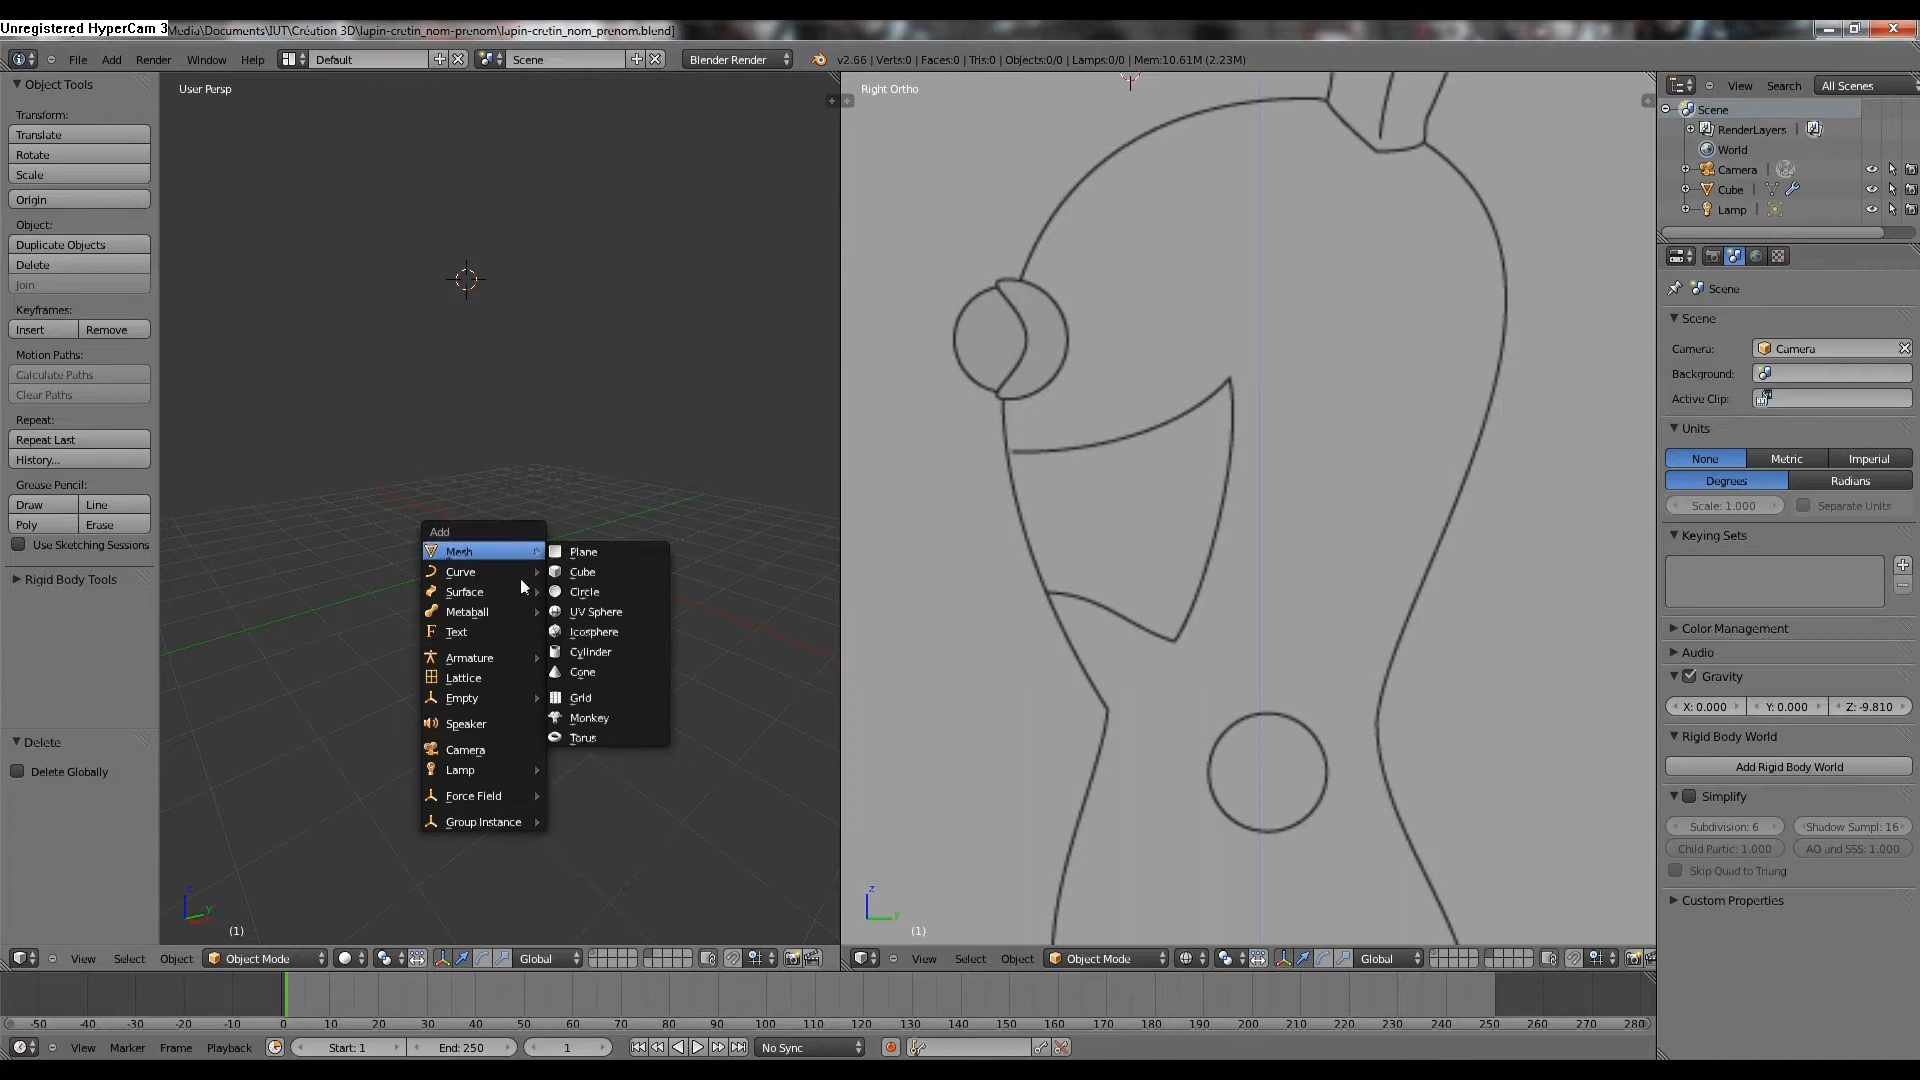 Unregistered HyperCam 3
Media\Documents\IUT\Création 3D\lapin-cretin_nom-prenom\lapin-cretin_nom_prenom.blend]
File Add Render Window Help Default Scene Blender Render v2.66 | Verts:0 | Faces:0 | Tris:0 | Objects:0/0 | Lamps:0/0 | Mem:10.61M (2.23M)
Object Tools
Transform:
Translate
Rotate
Scale
Origin
Object:
Duplicate Objects
Delete
Join
Keyframes:
Insert Remove
Motion Paths:
Calculate Paths
Clear Paths
Repeat:
Repeat Last
History...
Grease Pencil:
Draw Line
Poly Erase
Use Sketching Sessions
Rigid Body Tools
Delete
Delete Globally
User Persp
Add
Mesh
Curve
Surface
Metaball
Text
Armature
Lattice
Empty
Speaker
Camera
Lamp
Force Field
Group Instance
Plane
Cube
Circle
UV Sphere
Icosphere
Cylinder
Cone
Grid
Monkey
Torus
z
y
(1)
View Select Object Object Mode Global
Right Ortho
z
y
(1)
View Select Object Object Mode Global
View Search All Scenes
Scene
RenderLayers
World
Camera
Cube
Lamp
Scene
Scene
Camera: Camera
Background:
Active Clip:
Units
None Metric Imperial
Degrees Radians
Scale: 1.000 Separate Units
Keying Sets
Color Management
Audio
Gravity
X: 0.000 Y: 0.000 Z: -9.810
Rigid Body World
Add Rigid Body World
Simplify
Subdivision: 6 Shadow Sampl: 16
Child Partic: 1.000 AO and SSS: 1.000
Skip Quad to Triang
Custom Properties
-50 -40 -30 -20 -10 0 10 20 30 40 50 60 70 80 90 100 110 120 130 140 150 160 170 180 190 200 210 220 230 240 250 260 270 280
View Marker Frame Playback Start: 1 End: 250 1 No Sync